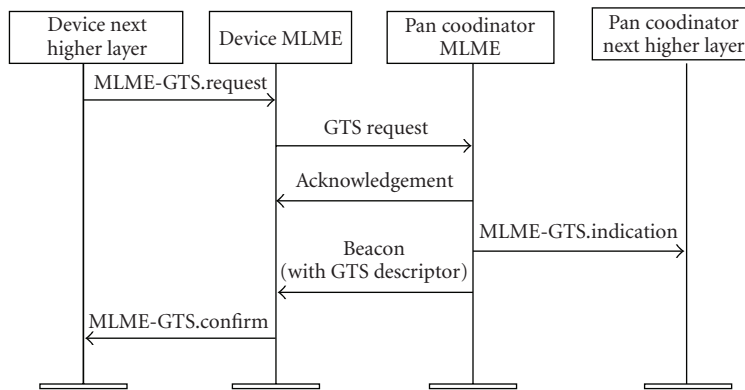 Device next
higher layer
Device MLME
Pan coordinator
MLME
Pan coodinator
next higher layer
MLME-GTS.request
GTS request
Acknowledgement
MLME-GTS.indication
Beacon
(with GTS descriptor)
MLME-GTS.confirm